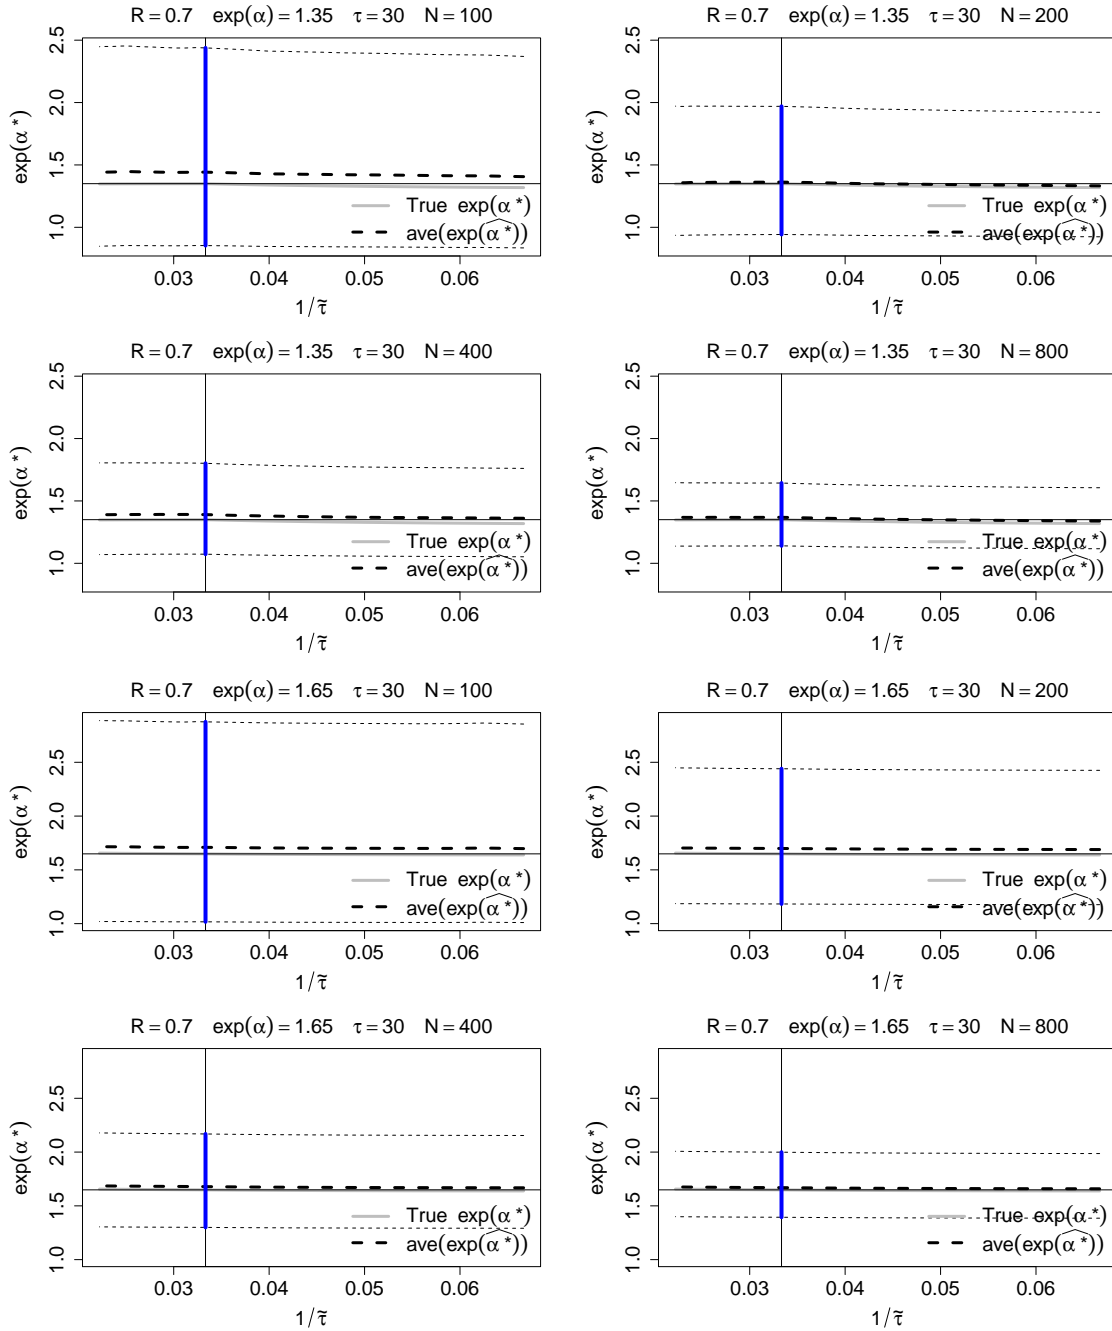 R = 0.7 exp(α) = 1.35 τ = 30 N = 100
exp(α*)
2.5
2.0
1.5
1.0
True exp(α*)
ave(exp(α̂*))
0.03 0.04 0.05 0.06
1/τ̃
R = 0.7 exp(α) = 1.35 τ = 30 N = 200
exp(α*)
2.5
2.0
1.5
1.0
True exp(α*)
ave(exp(α̂*))
0.03 0.04 0.05 0.06
1/τ̃
R = 0.7 exp(α) = 1.35 τ = 30 N = 400
exp(α*)
2.5
2.0
1.5
1.0
True exp(α*)
ave(exp(α̂*))
0.03 0.04 0.05 0.06
1/τ̃
R = 0.7 exp(α) = 1.35 τ = 30 N = 800
exp(α*)
2.5
2.0
1.5
1.0
True exp(α*)
ave(exp(α̂*))
0.03 0.04 0.05 0.06
1/τ̃
R = 0.7 exp(α) = 1.65 τ = 30 N = 100
exp(α*)
2.5
2.0
1.5
1.0
True exp(α*)
ave(exp(α̂*))
0.03 0.04 0.05 0.06
1/τ̃
R = 0.7 exp(α) = 1.65 τ = 30 N = 200
exp(α*)
2.5
2.0
1.5
1.0
True exp(α*)
ave(exp(α̂*))
0.03 0.04 0.05 0.06
1/τ̃
R = 0.7 exp(α) = 1.65 τ = 30 N = 400
exp(α*)
2.5
2.0
1.5
1.0
True exp(α*)
ave(exp(α̂*))
0.03 0.04 0.05 0.06
1/τ̃
R = 0.7 exp(α) = 1.65 τ = 30 N = 800
exp(α*)
2.5
2.0
1.5
1.0
True exp(α*)
ave(exp(α̂*))
0.03 0.04 0.05 0.06
1/τ̃